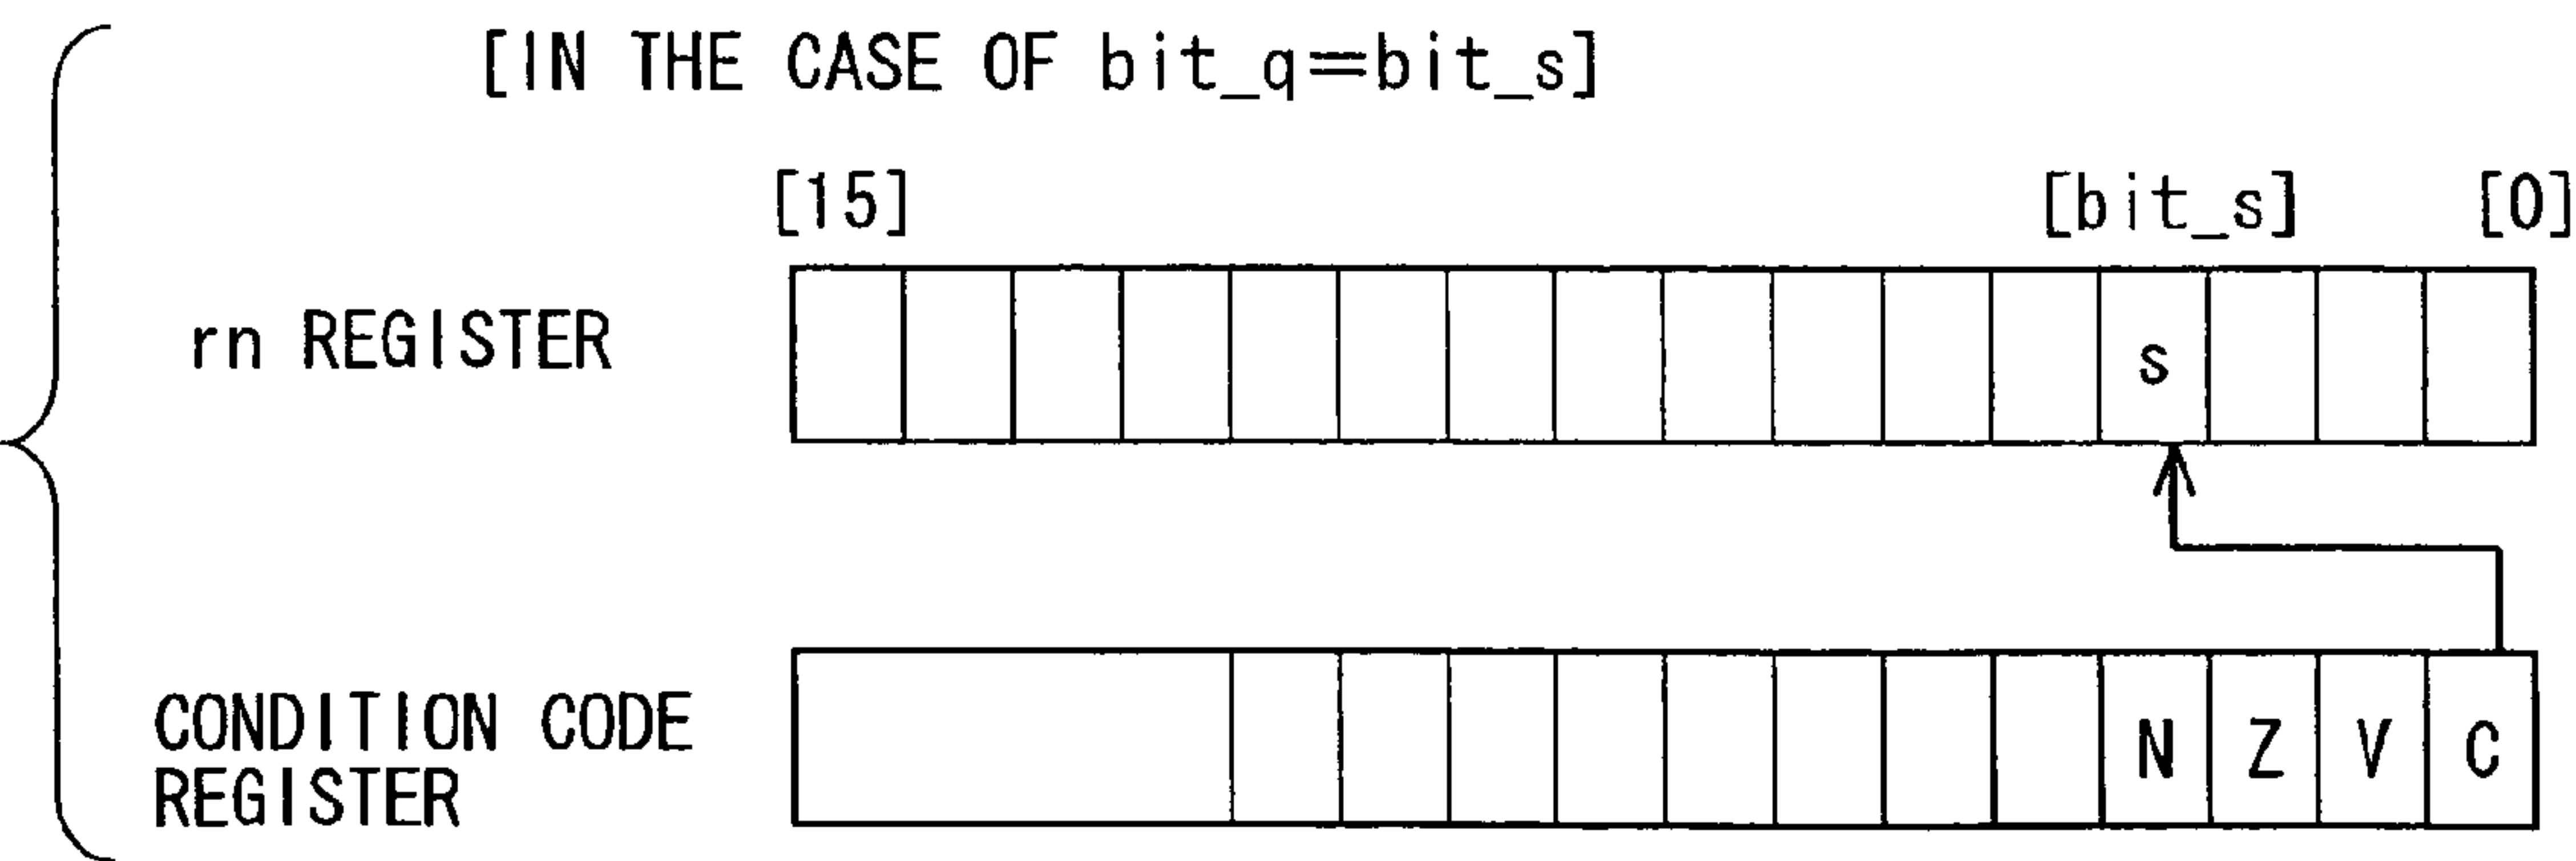 [IN THE CASE OF bit_q=bit_s]
[15] [bit_s] [0]
rn REGISTER
s
CONDITION CODE
REGISTER
N Z V C